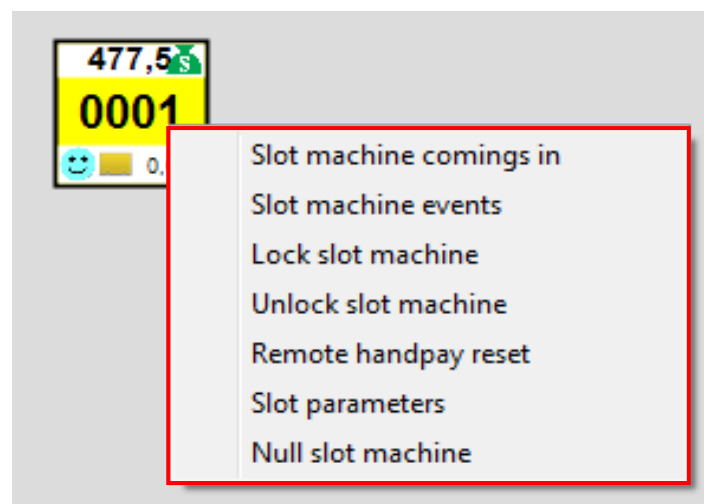 477,5
0001
0,
Slot machine comings in
Slot machine events
Lock slot machine
Unlock slot machine
Remote handpay reset
Slot parameters
Null slot machine